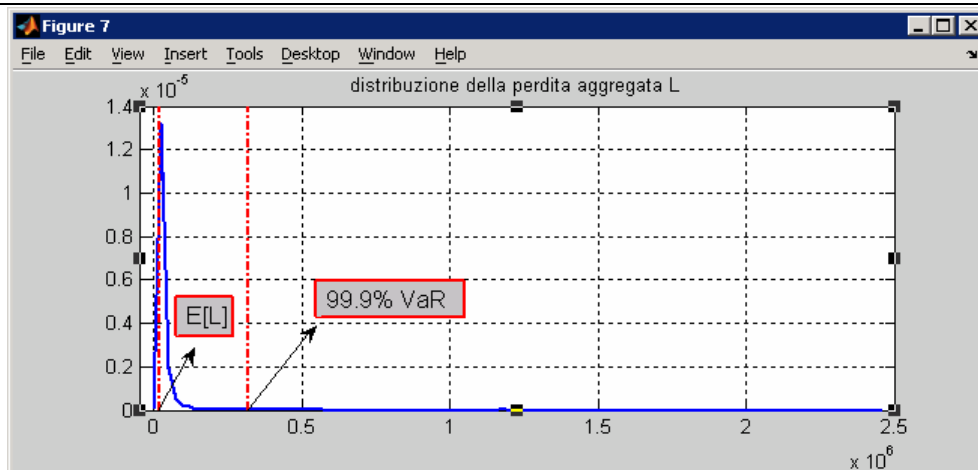 Figure 7
File Edit View Insert Tools Desktop Window Help
distribuzione della perdita aggregata L
x 10^-5
1.4
1.2
1
0.8
0.6
0.4
0.2
0
E[L]
99.9% VaR
0 0.5 1 1.5 2 2.5
x 10^6